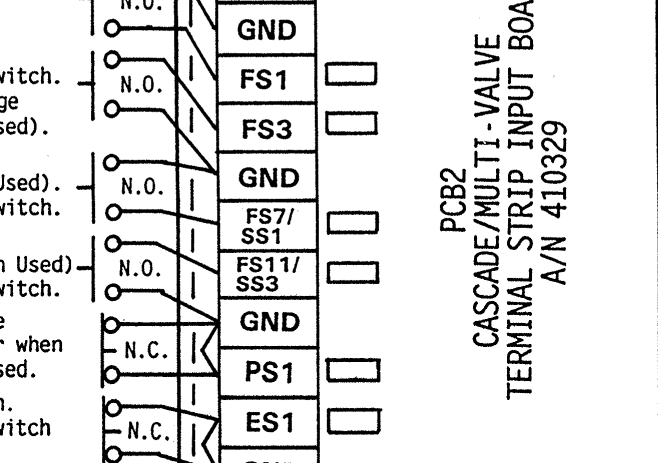 N.O.
GND
witch.
FS1
N.O.
ge
FS3
sed).
GND
Used).
N.O.
witch.
FS7/
SS1
n Used)
FS11/
N.O.
SS3
witch.
GND
e
r when
N.C.
sed.
PS1
n.
ES1
witch
N.C.
PCB2
CASCADE/MULTI-VALVE
TERMINAL STRIP INPUT BOA
A/N 410329